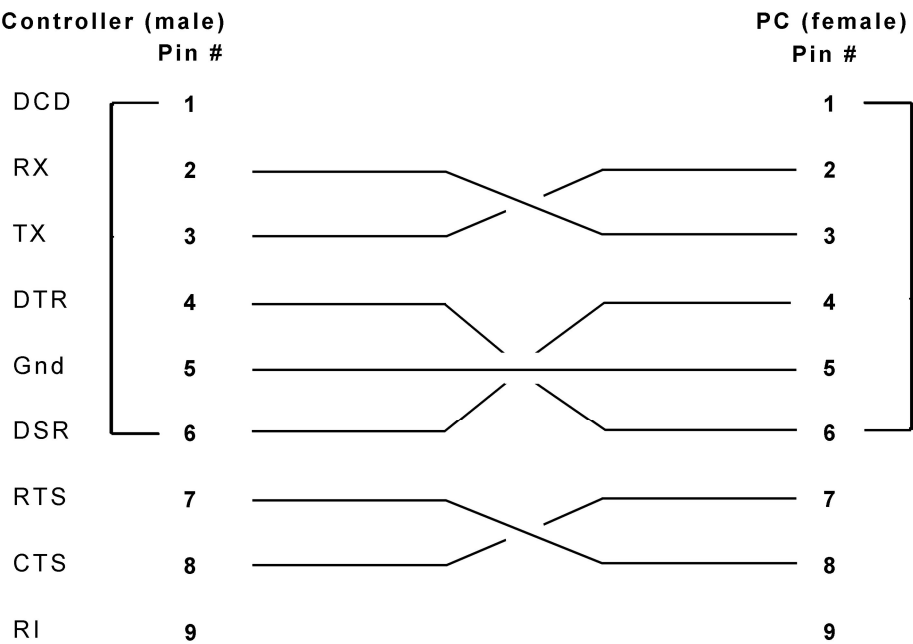 Controller (male) PC (female)
Pin # Pin #
DCD 1 1
RX 2 2
TX 3 3
DTR 4 4
Gnd 5 5
DSR 6 6
RTS 7 7
CTS 8 8
RI 9 9